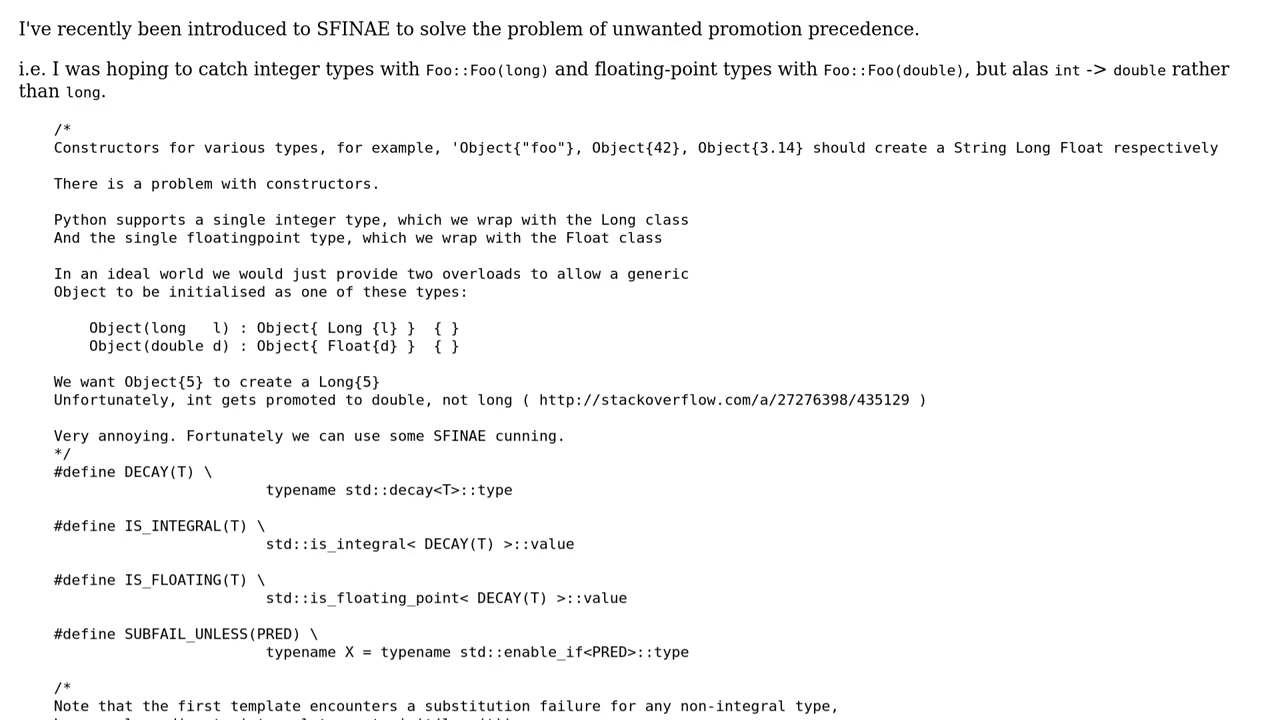 I've recently been introduced to SFINAE to solve the problem of unwanted promotion precedence.
i.e. I was hoping to catch integer types with Foo::Foo(long) and floating-point types with Foo::Foo(double), but alas int -> double rather
than long.
/*
Constructors for various types, for example, 'Object{"foo"}, Object{42}, Object{3.14} should create a String Long Float respectively
There is a problem with constructors.
Python supports a single integer type, which we wrap with the Long class
And the single floatingpoint type, which we wrap with the Float class
In an ideal world we would just provide two overloads to allow a generic
Object to be initialised as one of these types:
Object(long   l) : Object{ Long {l} }  { }
Object(double d) : Object{ Float{d} }  { }
We want Object{5} to create a Long{5}
Unfortunately, int gets promoted to double, not long ( http://stackoverflow.com/a/27276398/435129 )
Very annoying. Fortunately we can use some SFINAE cunning.
*/
#define DECAY(T) \
typename std::decay<T>::type
#define IS_INTEGRAL(T) \
std::is_integral< DECAY(T) >::value
#define IS_FLOATING(T) \
std::is_floating_point< DECAY(T) >::value
#define SUBFAIL_UNLESS(PRED) \
typename X = typename std::enable_if<PRED>::type
/*
Note that the first template encounters a substitution failure for any non-integral type,